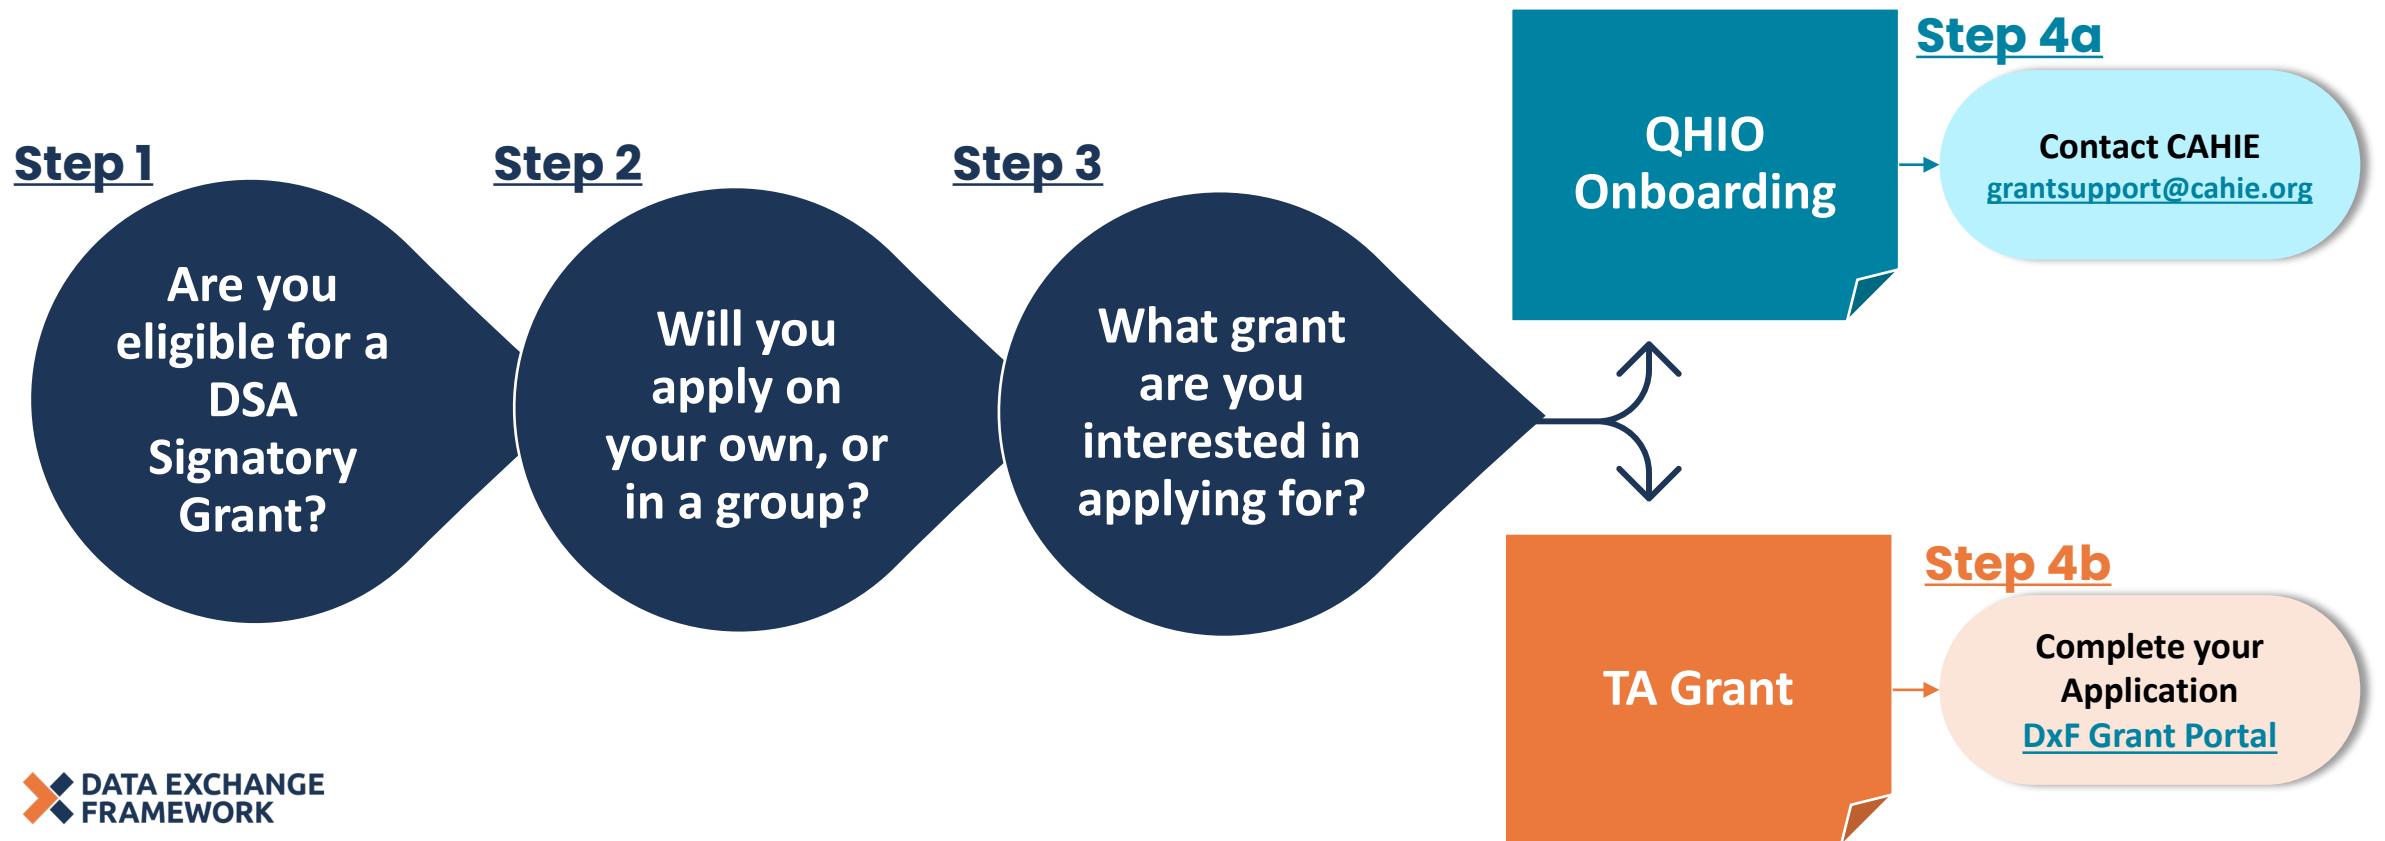 Step 1
Are you
eligible for a
DSA
Signatory
Grant?
Step 2
Will you
apply on
your own, or
in a group?
Step 3
What grant
are you
interested in
applying for?
QHIO
Onboarding
Step 4a
Contact CAHIE
grantsupport@cahie.org
TA Grant
Step 4b
Complete your
Application
DxF Grant Portal
DATA EXCHANGE
FRAMEWORK